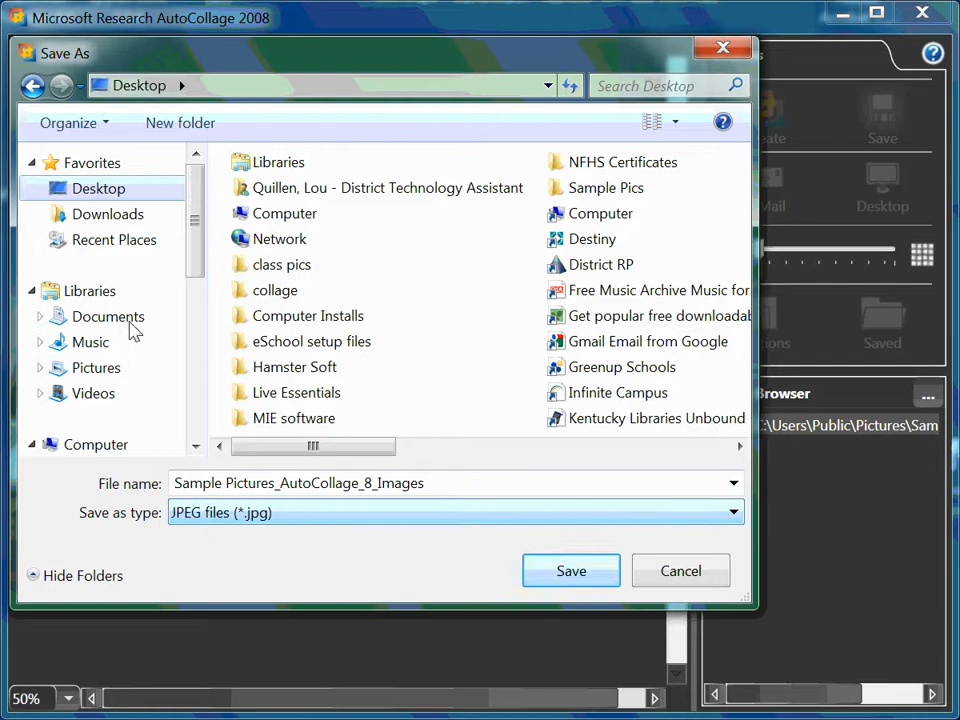 Microsoft Research AutoCollage 2008
Save As
Desktop
Search Desktop
Organize
New folder
Favorites
Desktop
Downloads
Recent Places
Libraries
Documents
Music
Pictures
Videos
Computer
Libraries
Quillen, Lou - District Technology Assistant
Computer
Network
class pics
collage
Computer Installs
eSchool setup files
Hamster Soft
Live Essentials
MIE software
NFHS Certificates
Sample Pics
Computer
Destiny
District RP
Free Music Archive Music for
Get popular free downloadab
Gmail Email from Google
Greenup Schools
Infinite Campus
Kentucky Libraries Unbound
File name: Sample Pictures_AutoCollage_8_Images
Save as type: JPEG files (*.jpg)
Hide Folders
Save
Cancel
Save
Mail
Desktop
Saved
Browser
...
C:\Users\Public\Pictures\Sam
50%